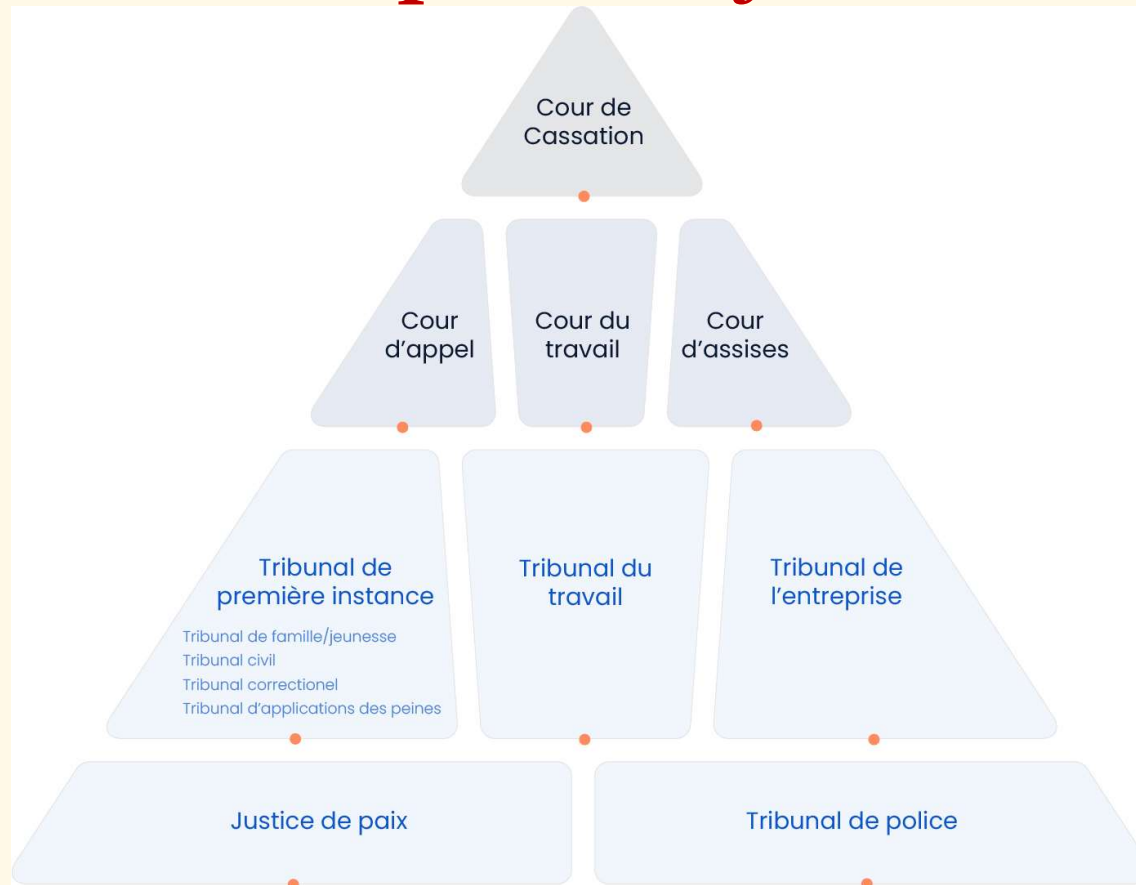 Cour de
Cassation
Cour
d'appel
Cour du
travail
Cour
d'assises
Tribunal de
première instance
Tribunal de famille/jeunesse
Tribunal civil
Tribunal correctionel
Tribunal d'applications des peines
Tribunal du
travail
Tribunal de
l'entreprise
Justice de paix
Tribunal de police